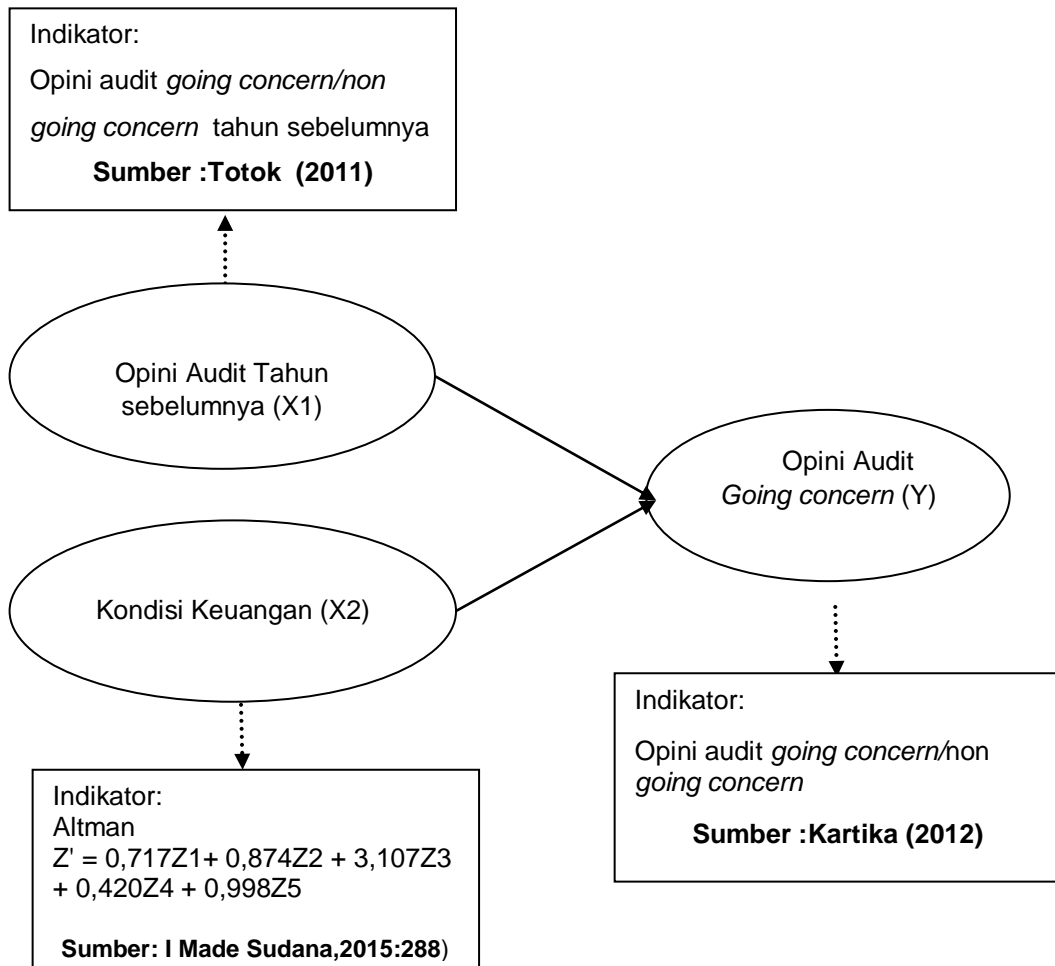 Indikator:
Opini audit going concern/non
going concern tahun sebelumnya
Sumber :Totok (2011)
Opini Audit Tahun
sebelumnya (X1)
Opini Audit
Going concern (Y)
Kondisi Keuangan (X2)
Indikator:
Opini audit going concern/non
going concern
Sumber :Kartika (2012)
Indikator:
Altman
Z' = 0,717Z1+ 0,874Z2 + 3,107Z3
+ 0,420Z4 + 0,998Z5
Sumber: I Made Sudana,2015:288)